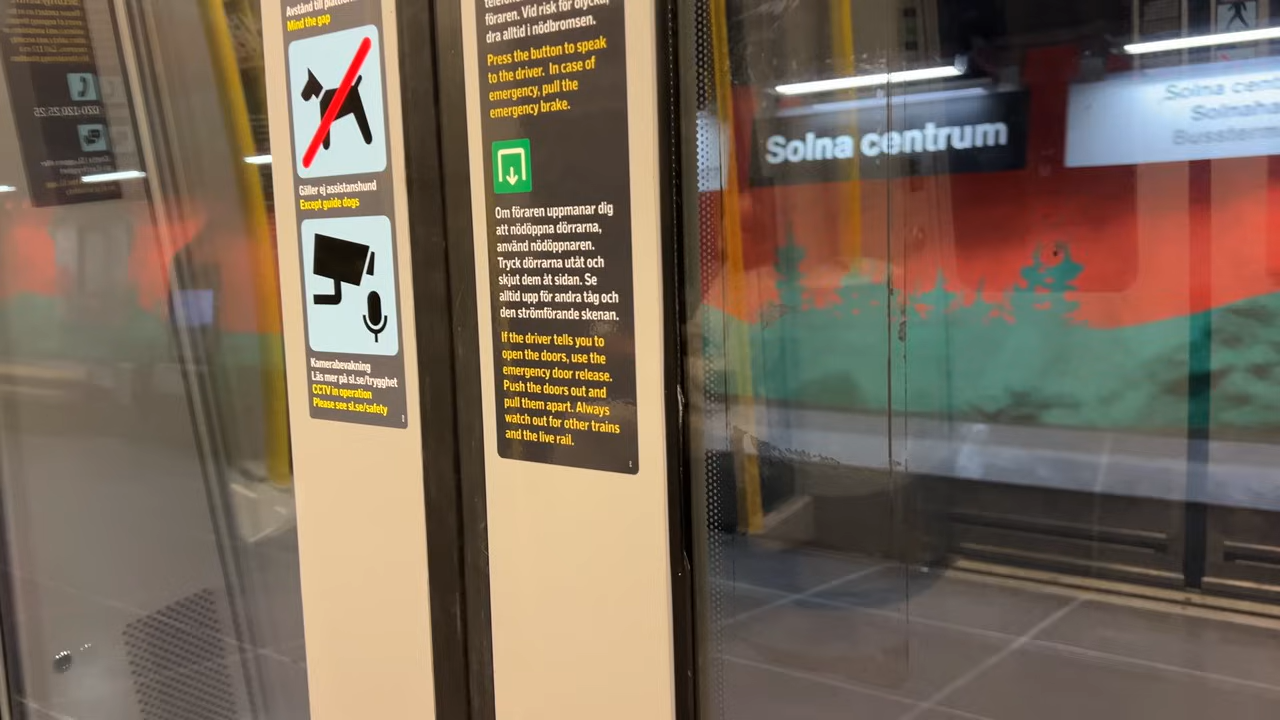 Avstånd till plattform
Mind the gap
Gäller ej assistanshund
Except guide dogs
Kamerabevakning
Läs mer på sl.se/trygghet
CCTV in operation
Please see sl.se/safety
föraren. Vid risk för olycka,
dra alltid i nödbromsen.
Press the button to speak
to the driver. In case of
emergency, pull the
emergency brake.
Om föraren uppmanar dig
att nödöppna dörrarna,
använd nödöppnaren.
Tryck dörrarna utåt och
skjut dem åt sidan. Se
alltid upp för andra tåg och
den strömförande skenan.
If the driver tells you to
open the doors, use the
emergency door release.
Push the doors out and
pull them apart. Always
watch out for other trains
and the live rail.
Solna centrum
Solna
020-120 25 25